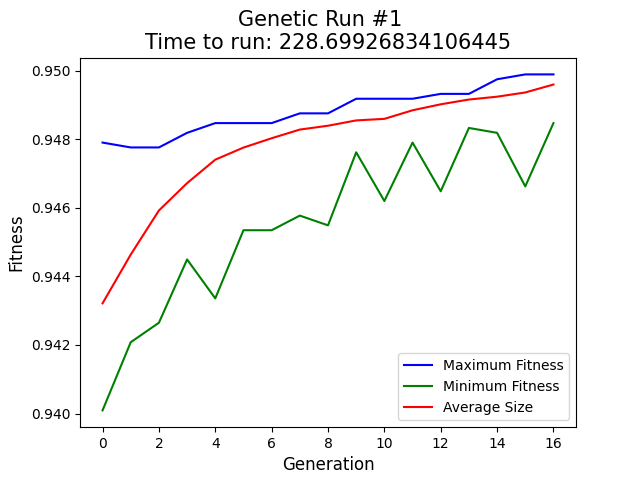 Genetic Run #1
Time to run: 228.69926834106445
Fitness
0.950
0.948
0.946
0.944
0.942
0.940
0 2 4 6 8 10 12 14 16
Generation
Maximum Fitness
Minimum Fitness
Average Size